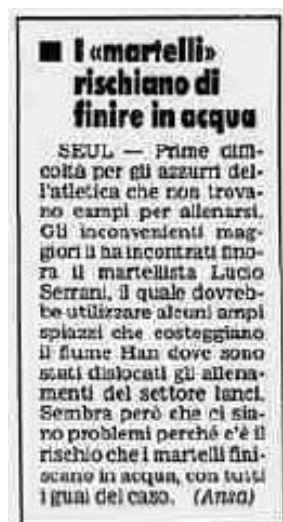 ■ I «martelli»
rischiano di
finire in acqua
SEUL — Prime diffi-
coltà per gli azzurri del-
l'atletica che non trova-
no campi per allenarsi.
Gli inconvenienti mag-
giori li ha incontrati fino-
ra il martellista Lucio
Serrani, il quale dovreb-
be utilizzare alcuni ampi
spiazzi che costeggiano
il fiume Han dove sono
stati dislocati gli allena-
menti del settore lanci.
Sembra però che ci sia-
no problemi perché c'è il
rischio che i martelli fini-
scano in acqua, con tutti
i guai del caso. (Ansa)